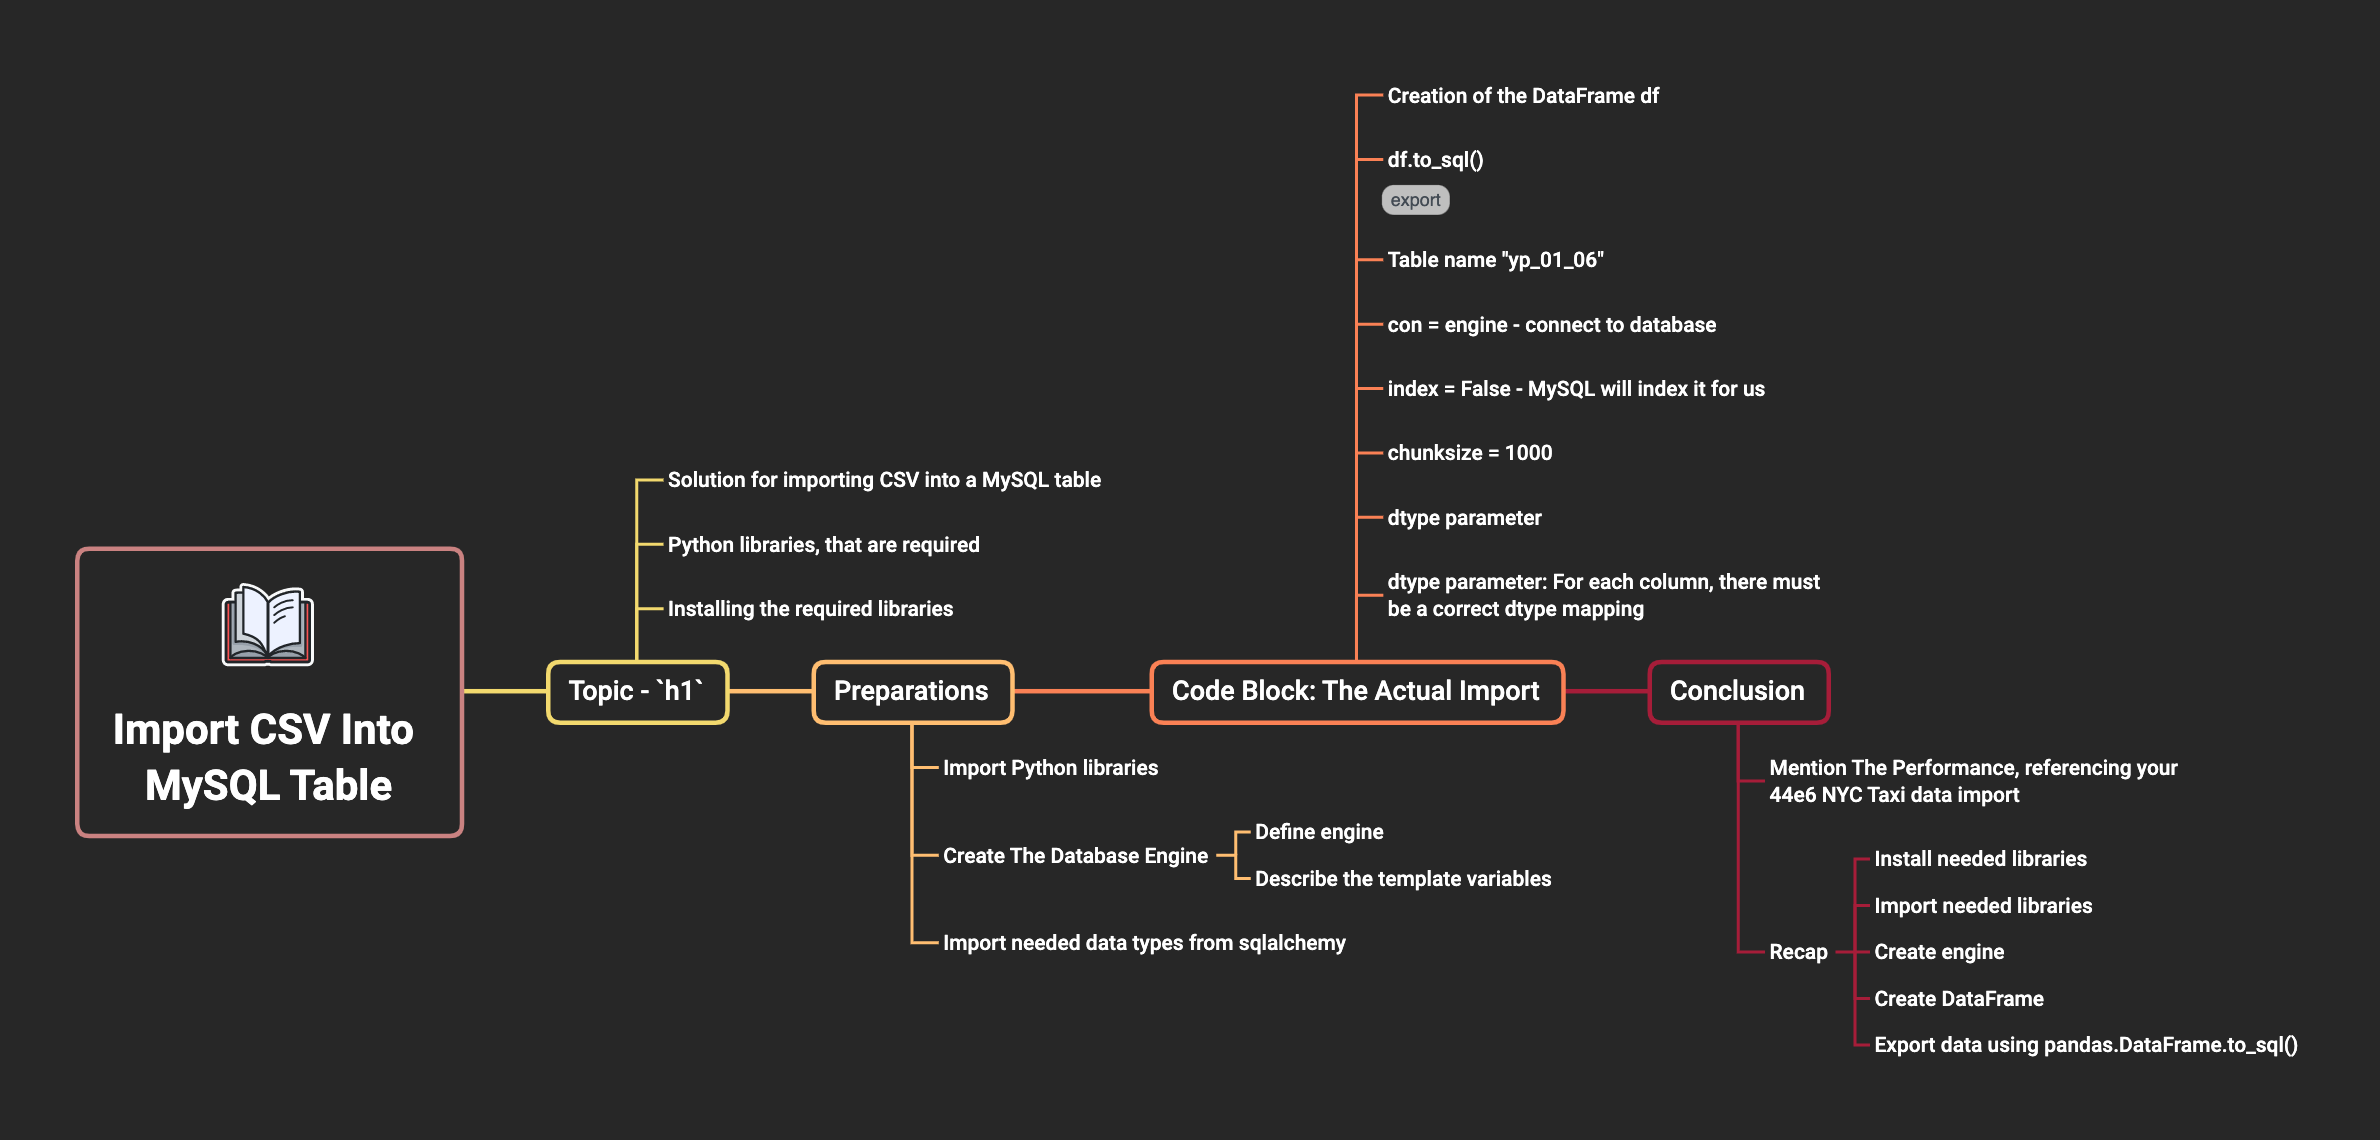 Import CSV Into
MySQL Table
Topic - `h1`
Solution for importing CSV into a MySQL table
Python libraries, that are required
Installing the required libraries
Preparations
Import Python libraries
Create The Database Engine
Define engine
Describe the template variables
Import needed data types from sqlalchemy
Code Block: The Actual Import
Creation of the DataFrame df
df.to_sql()
export
Table name "yp_01_06"
con = engine - connect to database
index = False - MySQL will index it for us
chunksize = 1000
dtype parameter
dtype parameter: For each column, there must
be a correct dtype mapping
Conclusion
Mention The Performance, referencing your
44e6 NYC Taxi data import
Recap
Install needed libraries
Import needed libraries
Create engine
Create DataFrame
Export data using pandas.DataFrame.to_sql()